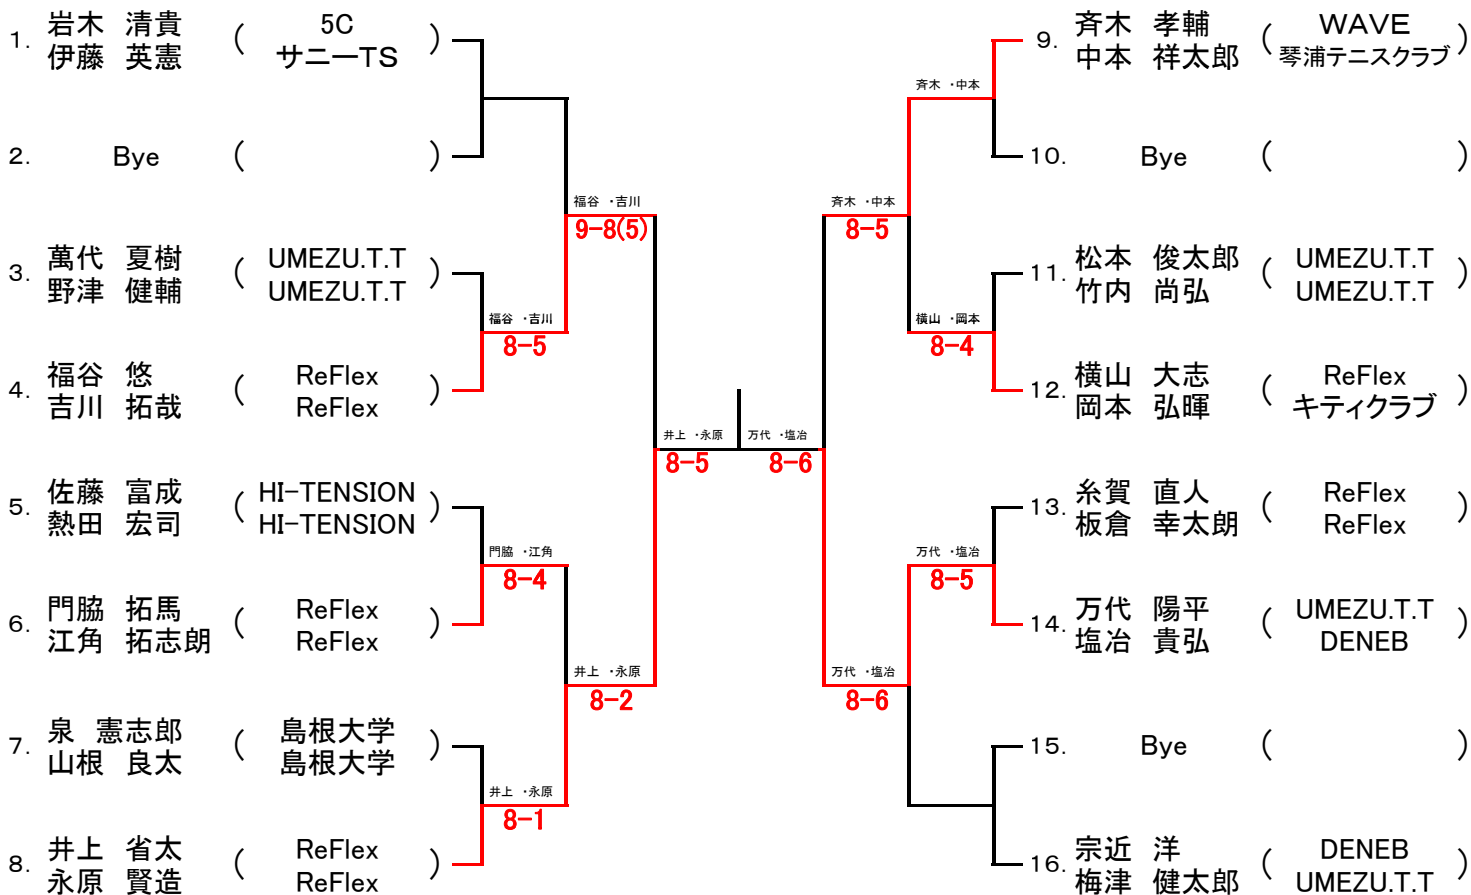 1. 岩木 清貴 ( 5C )
伊藤 英憲 サニーTS
2. Bye ( )
福谷 ・吉川
9-8(5)
3. 萬代 夏樹 ( UMEZU.T.T )
野津 健輔 UMEZU.T.T
福谷 ・吉川
8-5
4. 福谷 悠 ( ReFlex )
吉川 拓哉 ReFlex
井上 ・永原
8-5
5. 佐藤 富成 ( HI-TENSION )
熱田 宏司 HI-TENSION
門脇 ・江角
8-4
6. 門脇 拓馬 ( ReFlex )
江角 拓志朗 ReFlex
井上 ・永原
8-2
7. 泉 憲志郎 ( 島根大学 )
山根 良太 島根大学
井上 ・永原
8-1
8. 井上 省太 ( ReFlex )
永原 賢造 ReFlex
9. 斉木 孝輔 ( WAVE )
中本 祥太郎 琴浦テニスクラブ
斉木 ・中本
10. Bye ( )
斉木 ・中本
8-5
11. 松本 俊太郎 ( UMEZU.T.T )
竹内 尚弘 UMEZU.T.T
横山 ・岡本
8-4
12. 横山 大志 ( ReFlex )
岡本 弘暉 キティクラブ
万代 ・塩冶
8-6
13. 糸賀 直人 ( ReFlex )
板倉 幸太朗 ReFlex
万代 ・塩冶
8-5
14. 万代 陽平 ( UMEZU.T.T )
塩冶 貴弘 DENEB
万代 ・塩冶
8-6
15. Bye ( )
16. 宗近 洋 ( DENEB )
梅津 健太郎 UMEZU.T.T